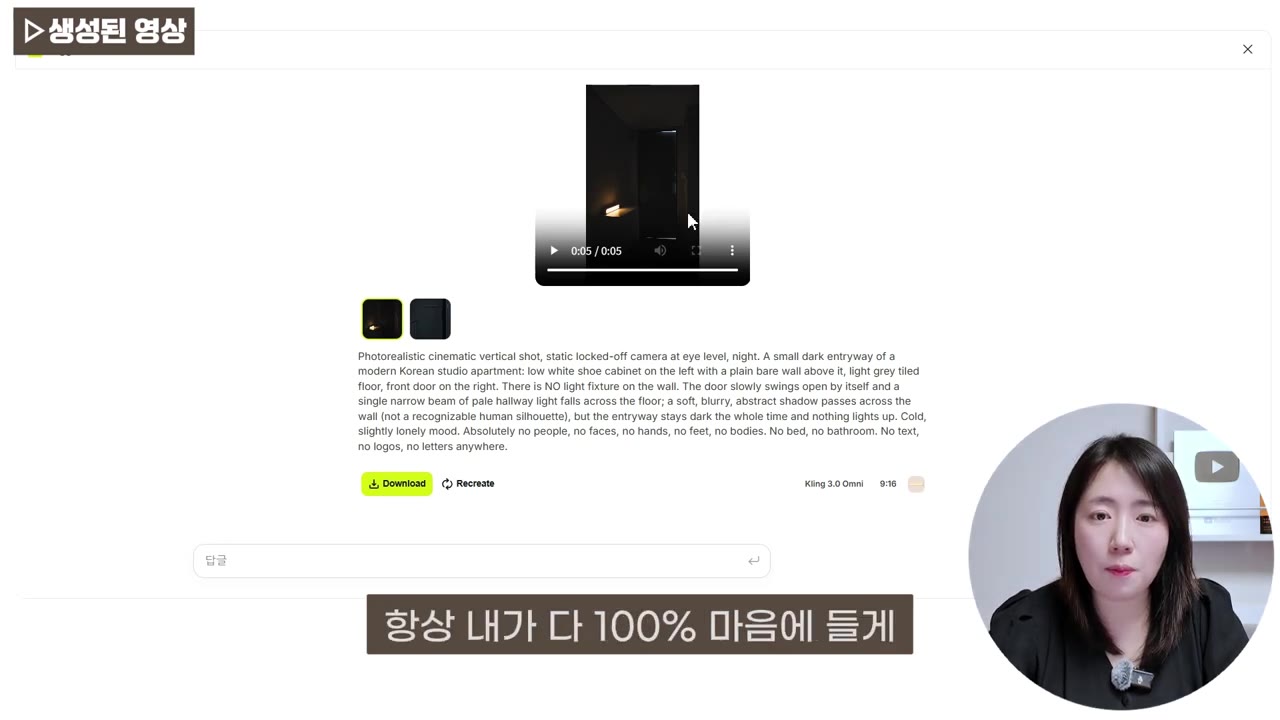 ▷생성된 영상
0:05 / 0:05
Photorealistic cinematic vertical shot, static locked-off camera at eye level, night. A small dark entryway of a
modern Korean studio apartment: low white shoe cabinet on the left with a plain bare wall above it, light grey tiled
floor, front door on the right. There is NO light fixture on the wall. The door slowly swings open by itself and a
single narrow beam of pale hallway light falls across the floor; a soft, blurry, abstract shadow passes across the
wall (not a recognizable human silhouette), but the entryway stays dark the whole time and nothing lights up. Cold,
slightly lonely mood. Absolutely no people, no faces, no hands, no feet, no bodies. No bed, no bathroom. No text,
no logos, no letters anywhere.
Download Recreate Kling 3.0 Omni 9:16
답글
항상 내가 다 100% 마음에 들게